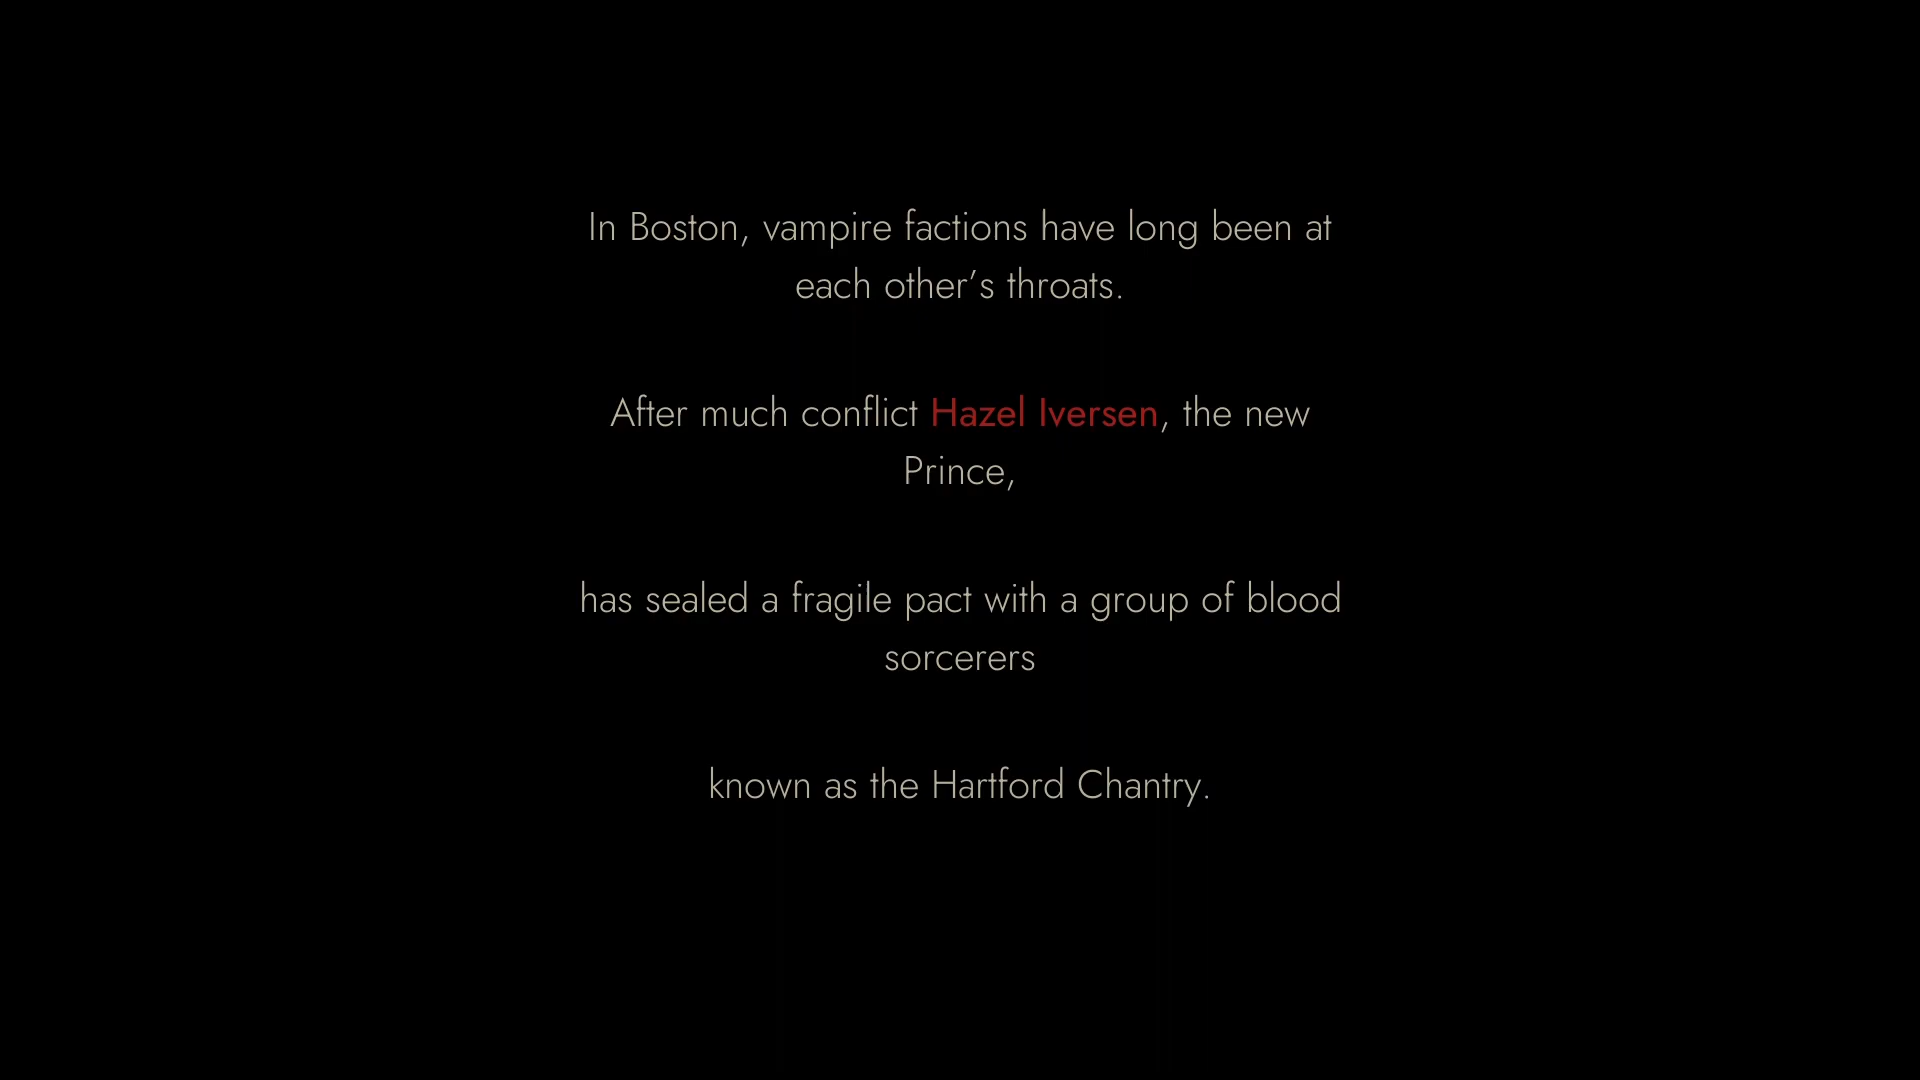 In Boston, vampire factions have long been at
each other’s throats.
After much conflict Hazel Iversen, the new
Prince,
has sealed a fragile pact with a group of blood
sorcerers
known as the Hartford Chantry.